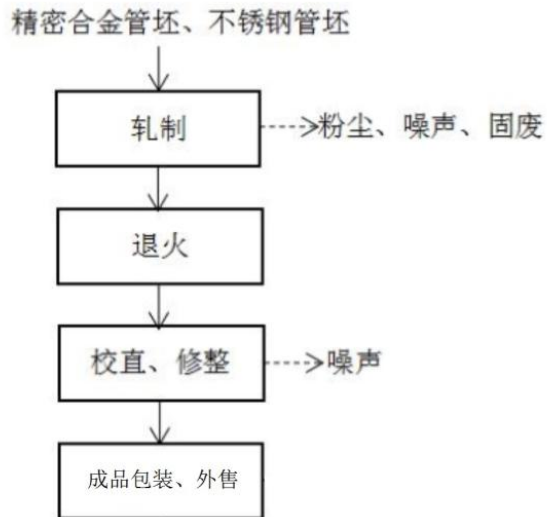 精密合金管坯、不锈钢管坯
轧制
粉尘、噪声、固废
退火
校直、修整
噪声
成品包装、外售